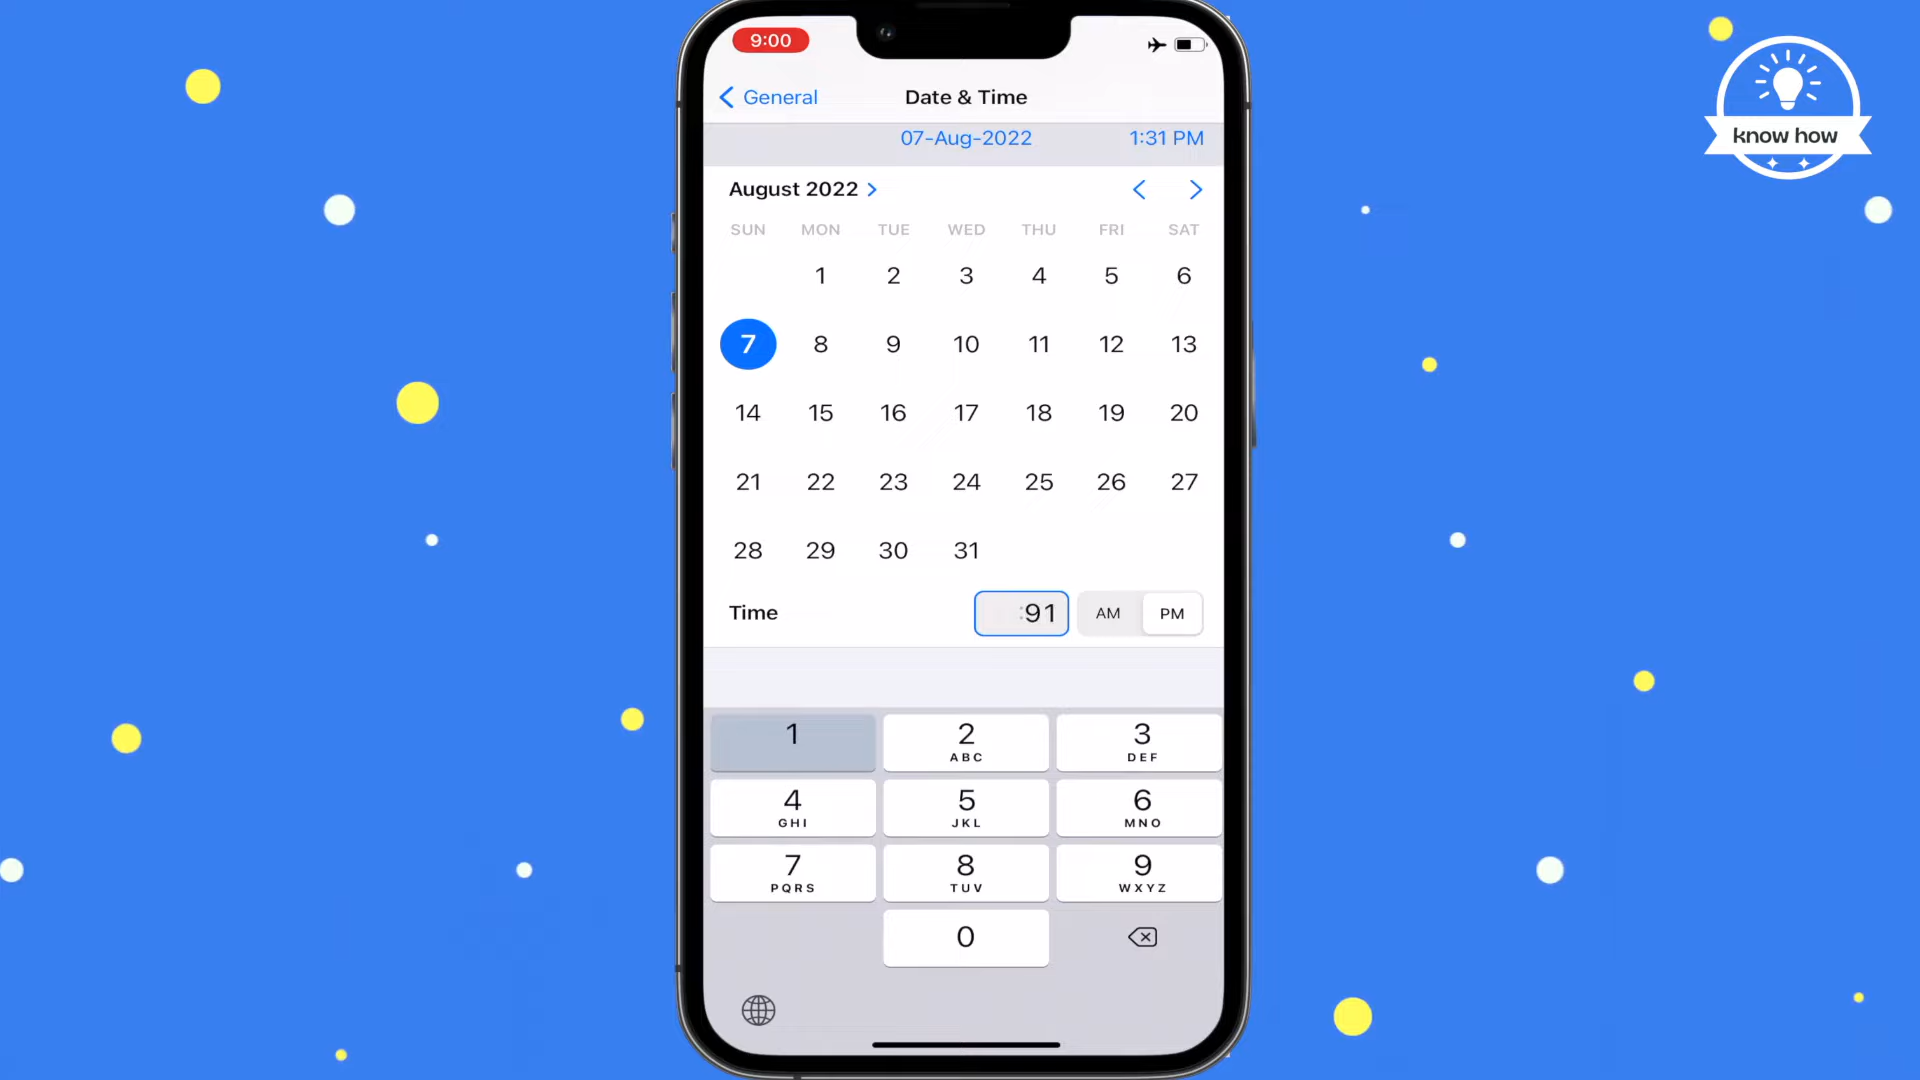 9:00
know how
General
Date & Time
07-Aug-2022
1:31 PM
August 2022
SUN MON TUE WED THU FRI SAT
1 2 3 4 5 6
7 8 9 10 11 12 13
14 15 16 17 18 19 20
21 22 23 24 25 26 27
28 29 30 31
Time
:91
AM
PM
1
2
ABC
3
DEF
4
GHI
5
JKL
6
MNO
7
PQRS
8
TUV
9
WXYZ
0